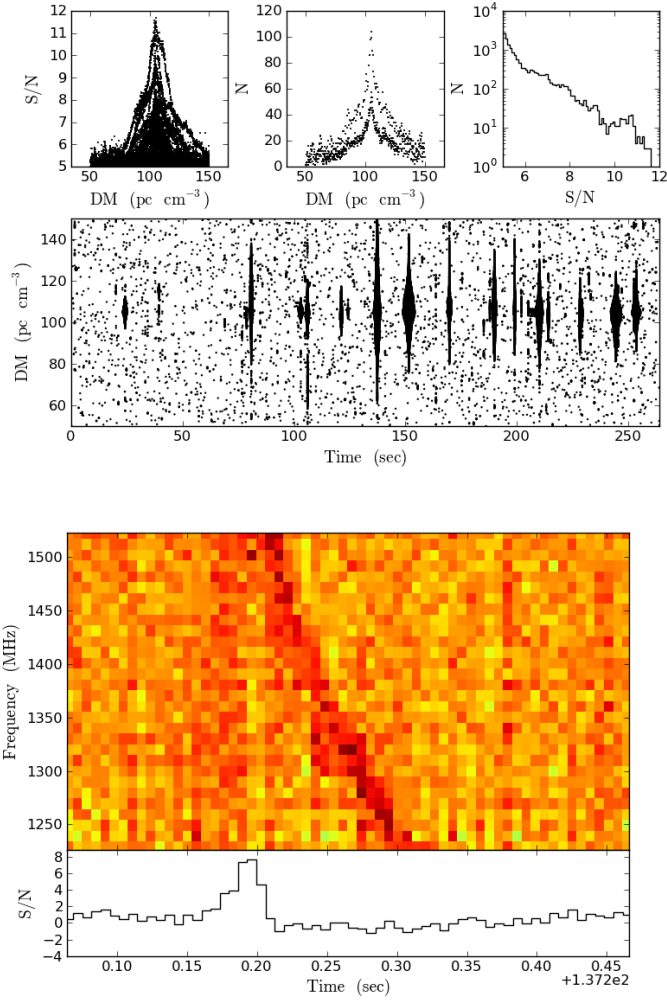 12
11
10
9
8
7
6
5
S/N
50 100 150
DM (pc cm⁻³)
120
100
80
60
40
20
0
N
50 100 150
DM (pc cm⁻³)
10⁴
10³
10²
10¹
10⁰
N
6 8 10 12
S/N
140
120
100
80
60
DM (pc cm⁻³)
0 50 100 150 200 250
Time (sec)
1500
1450
1400
1350
1300
1250
Frequency (MHz)
8
6
4
2
0
−2
−4
S/N
0.10 0.15 0.20 0.25 0.30 0.35 0.40 0.45
+1.372e2
Time (sec)